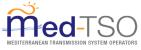 med-TSO
MEDITERRANEAN TRANSMISSION SYSTEM OPERATORS